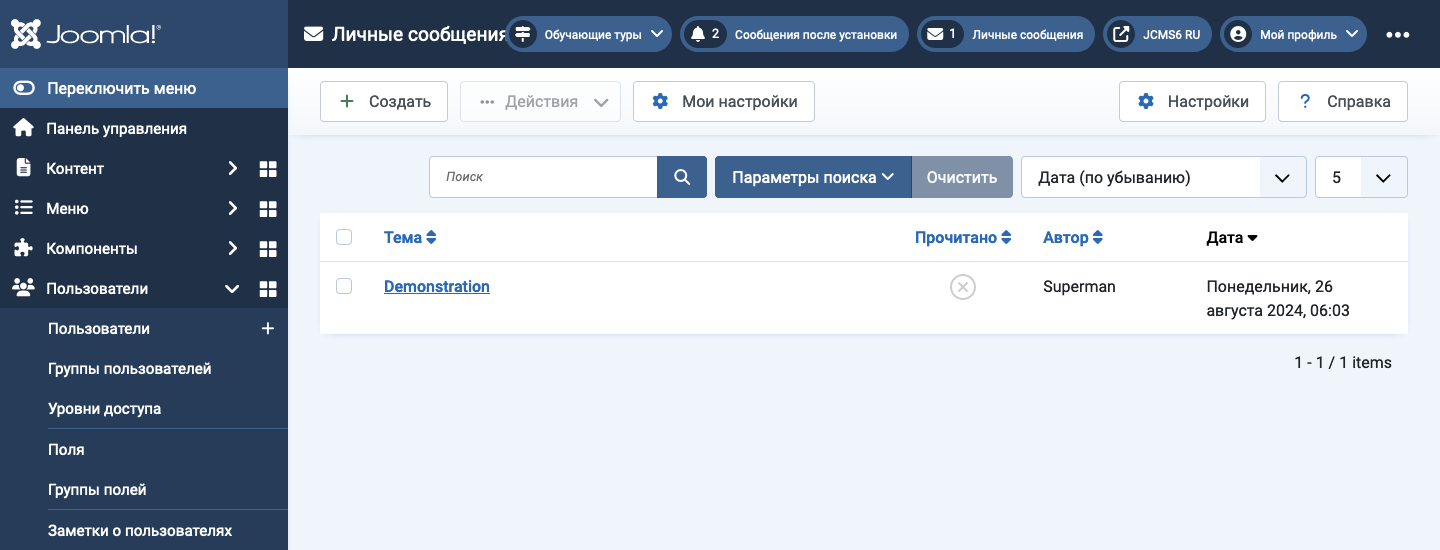 Joomla!®
Личные сообщения
Обучающие туры
2 Сообщения после установки
1 Личные сообщения
JCMS6 RU
Мой профиль
Переключить меню
Панель управления
Контент
Меню
Компоненты
Пользователи
Пользователи
Группы пользователей
Уровни доступа
Поля
Группы полей
Заметки о пользователях
Создать
Действия
Мои настройки
Настройки
? Справка
Поиск
Параметры поиска
Очистить
Дата (по убыванию)
5
Тема
Прочитано
Автор
Дата
Demonstration
Superman
Понедельник, 26
августа 2024, 06:03
1 - 1 / 1 items